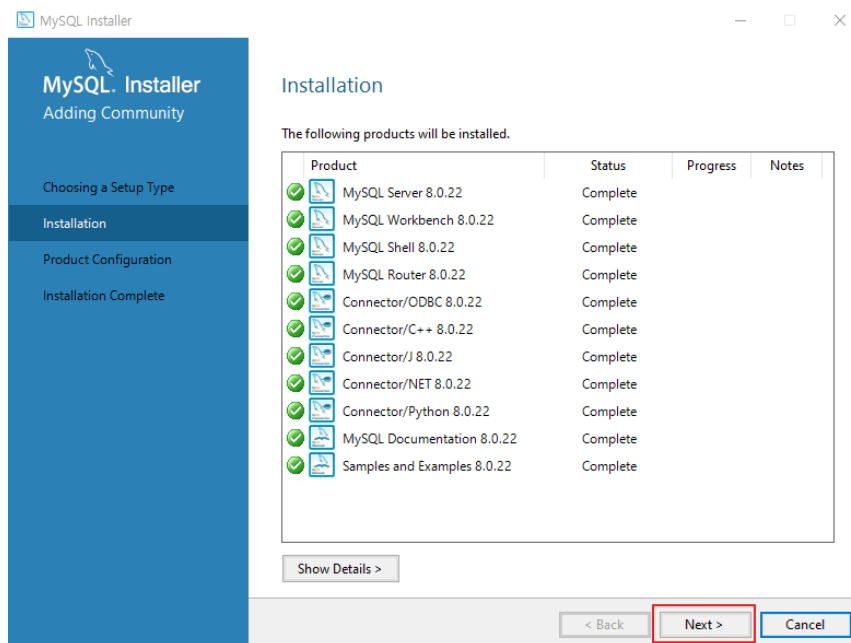 MySQL Installer
MySQL. Installer
Adding Community
Choosing a Setup Type
Installation
Product Configuration
Installation Complete
Installation
The following products will be installed.
Product Status Progress Notes
MySQL Server 8.0.22 Complete
MySQL Workbench 8.0.22 Complete
MySQL Shell 8.0.22 Complete
MySQL Router 8.0.22 Complete
Connector/ODBC 8.0.22 Complete
Connector/C++ 8.0.22 Complete
Connector/J 8.0.22 Complete
Connector/NET 8.0.22 Complete
Connector/Python 8.0.22 Complete
MySQL Documentation 8.0.22 Complete
Samples and Examples 8.0.22 Complete
Show Details >
< Back Next > Cancel